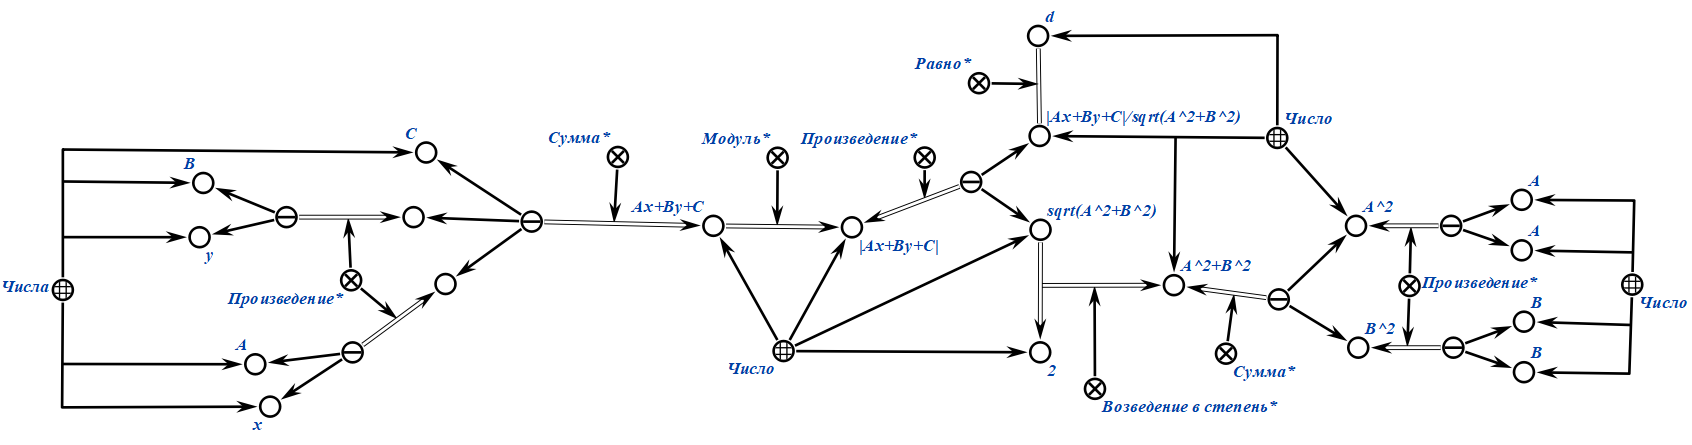 d
Равно*
|Ax+By+C|/sqrt(A^2+B^2)
Число
C
Сумма*
Модуль*
Произведение*
B
A
Ax+By+C
sqrt(A^2+B^2)
A^2
A
y
|Ax+By+C|
A^2+B^2
Числа
Произведение*
Произведение*
Число
B
A
B^2
B
Число
2
Сумма*
Возведение в степень*
x